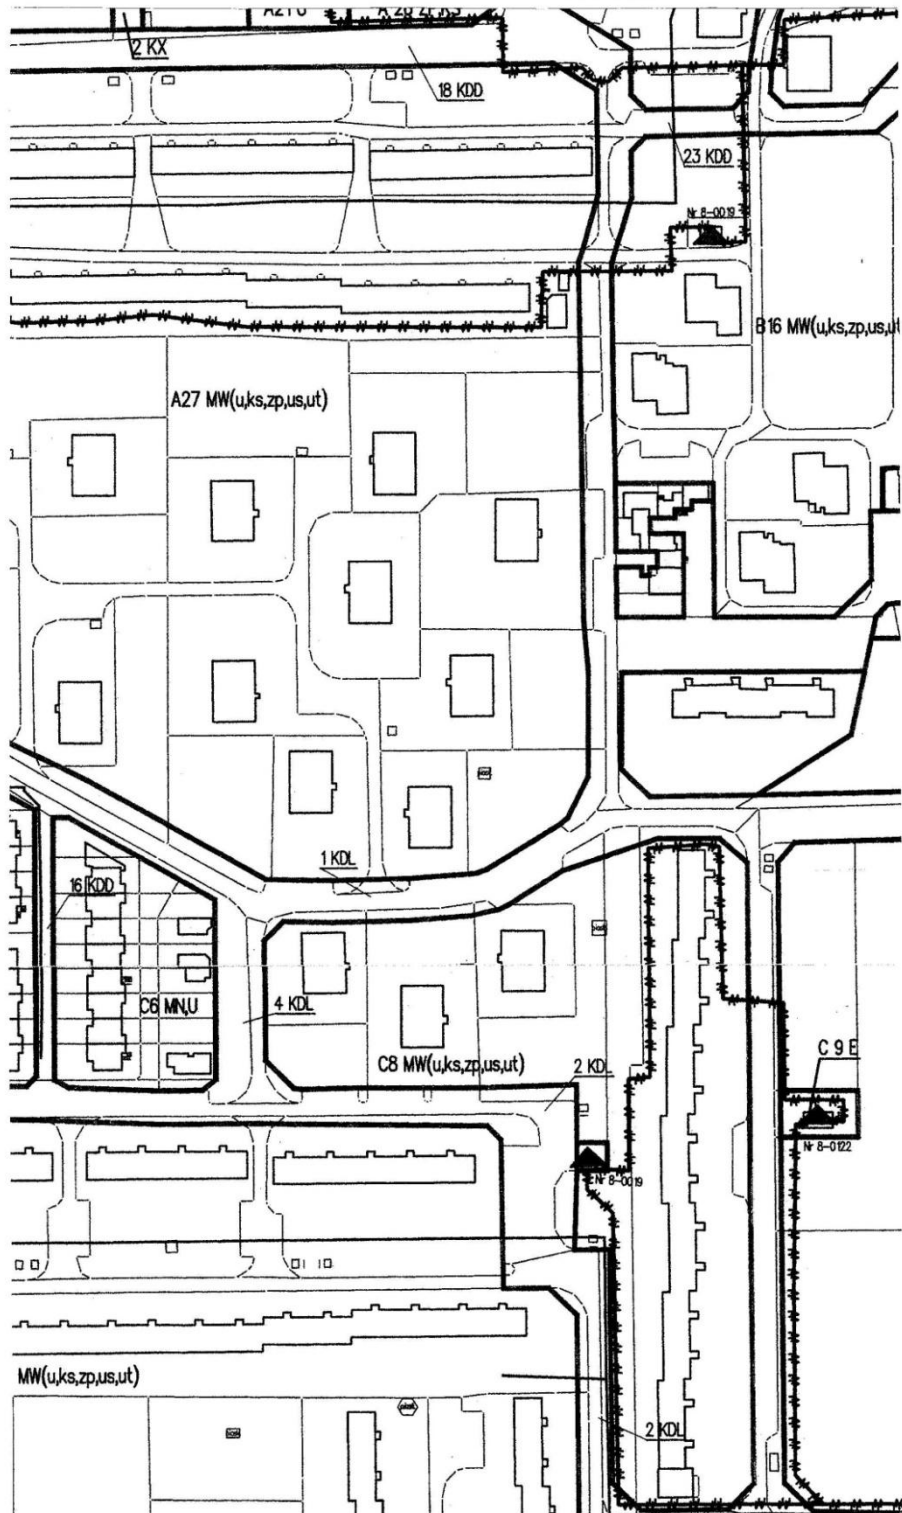 2 KX
18 KDD
23 KDD
Nr 8-0019
B16 MW(u,ks,zp,us,ut
A27 MW(u,ks,zp,us,ut)
1 KDL
16 KDD
C6 MN,U
4 KDL
C8 MW(u,ks,zp,us,ut)
2 KDL
C 9 E
Nr 8-0122
Nr 8-0019
MW(u,ks,zp,us,ut)
2 KDL